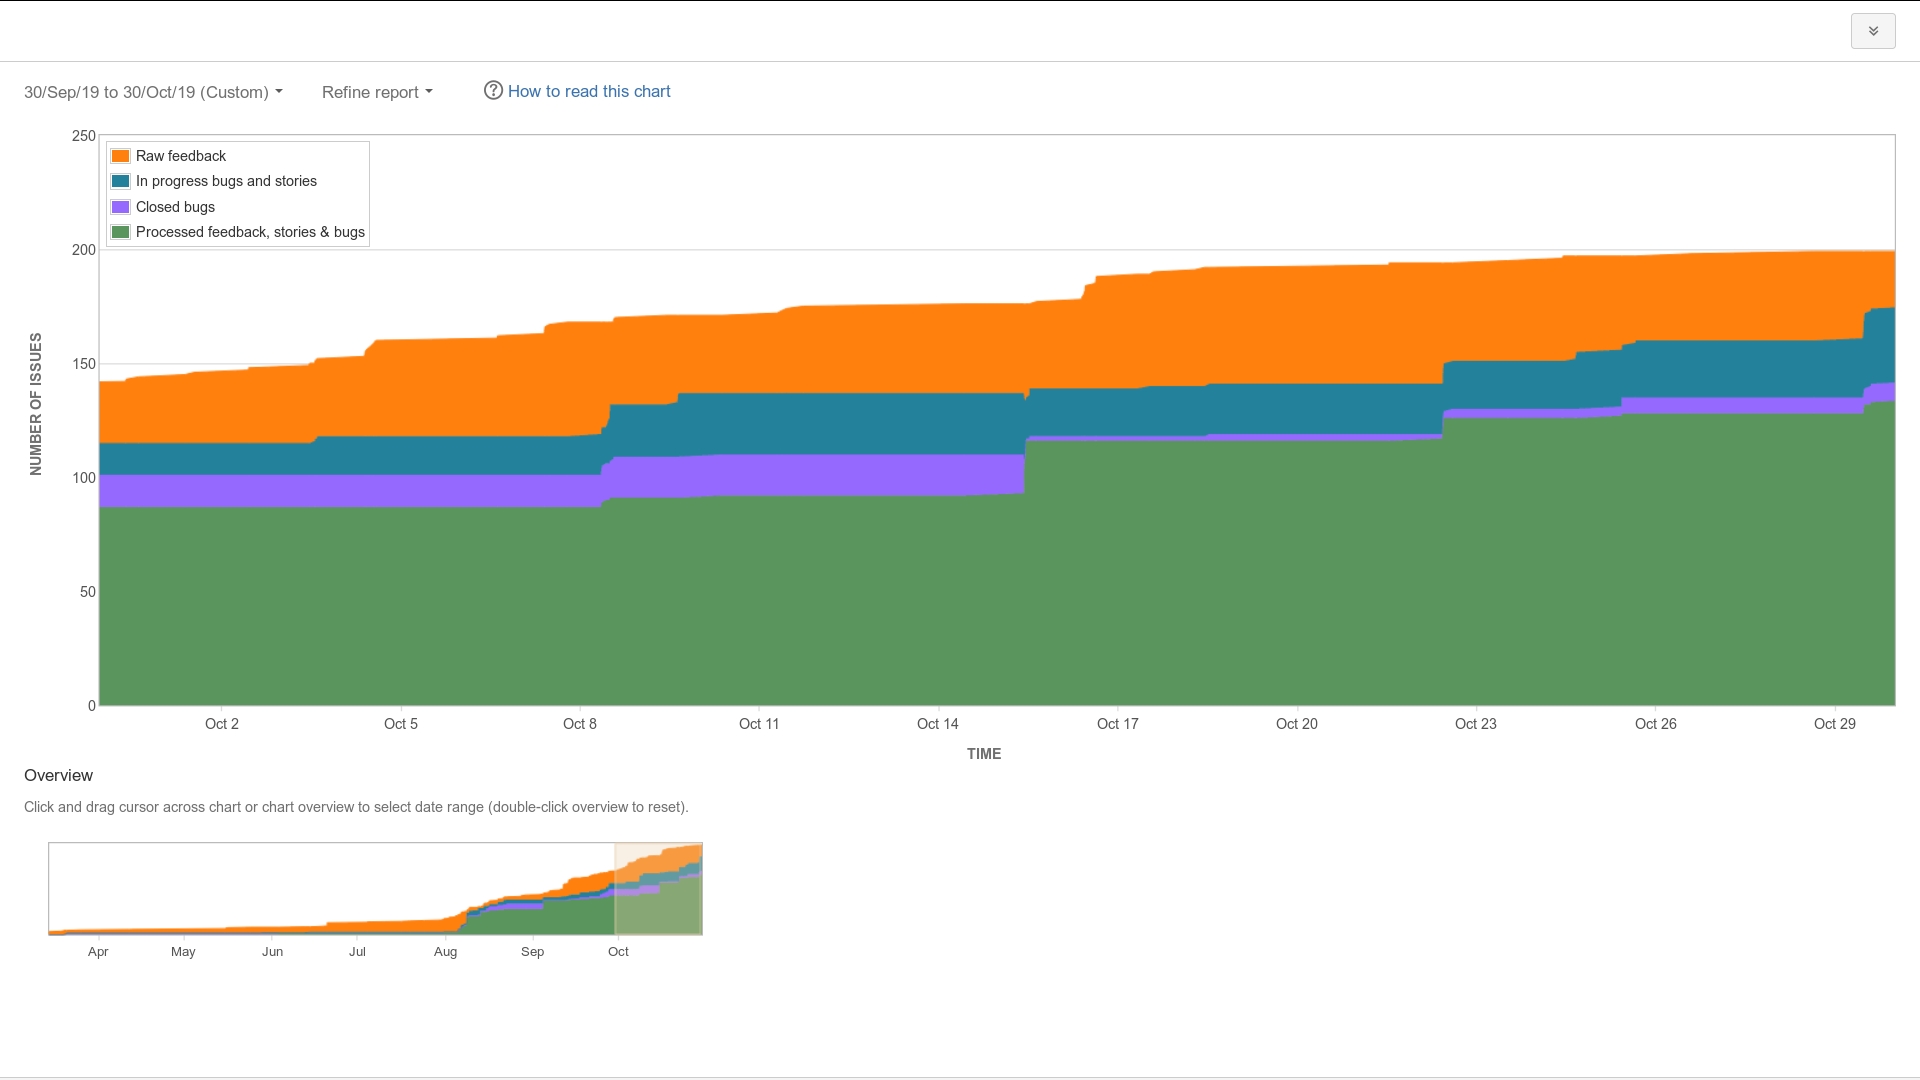 30/Sep/19 to 30/Oct/19 (Custom) Refine report How to read this chart
250
Raw feedback
In progress bugs and stories
Closed bugs
Processed feedback, stories & bugs
200
150
100
50
0
NUMBER OF ISSUES
Oct 2 Oct 5 Oct 8 Oct 11 Oct 14 Oct 17 Oct 20 Oct 23 Oct 26 Oct 29
TIME
Overview
Click and drag cursor across chart or chart overview to select date range (double-click overview to reset).
Apr May Jun Jul Aug Sep Oct